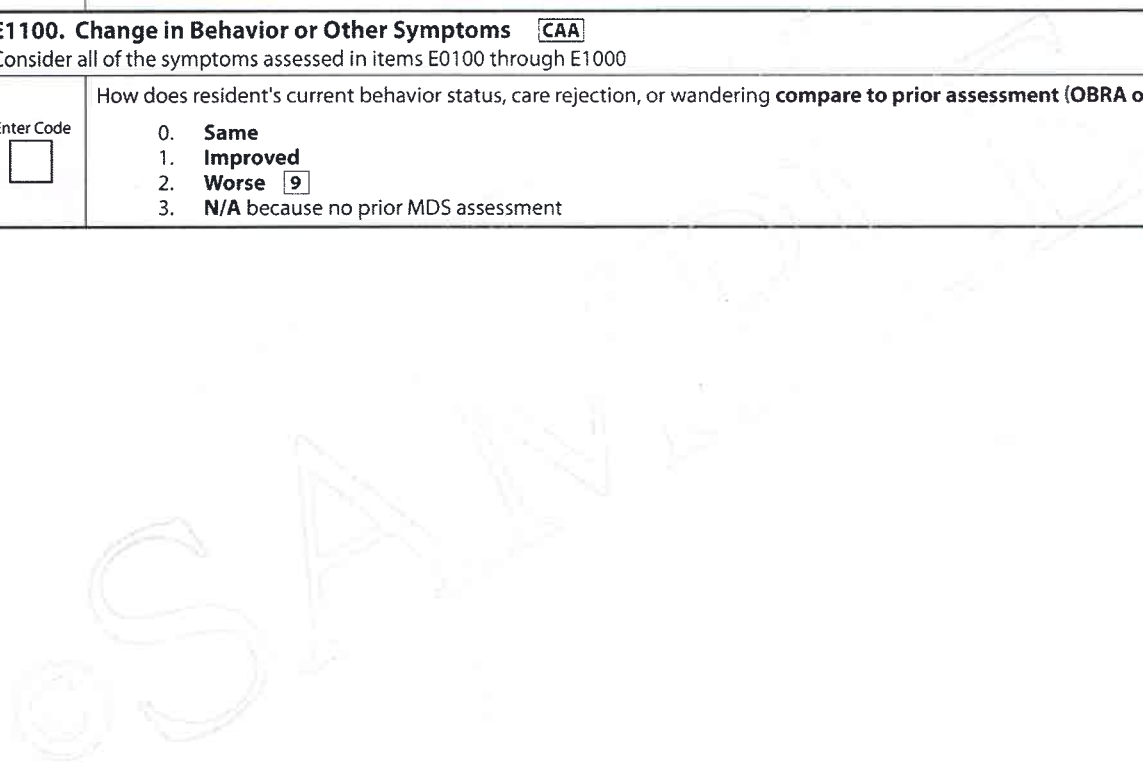 E1100. Change in Behavior or Other Symptoms CAA
Consider all of the symptoms assessed in items E0100 through E1000
How does resident's current behavior status, care rejection, or wandering compare to prior assessment (OBRA o
Enter Code
0. Same
1. Improved
2. Worse 9
3. N/A because no prior MDS assessment
© SAMPLE